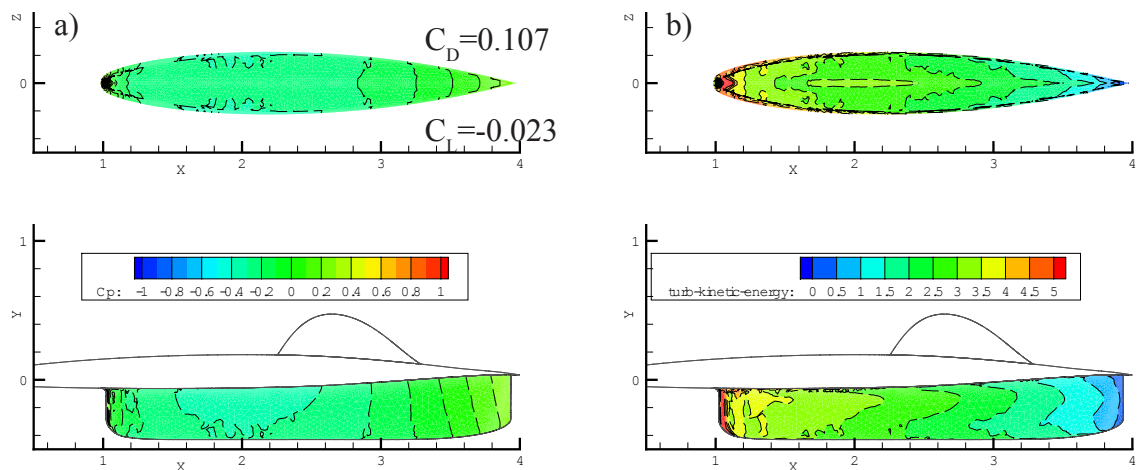 a)
C_D=0.107
C_L=-0.023
Z
0
1 2 3 4
X
b)
Z
0
1 2 3 4
X
1
Cp: -1 -0.8 -0.6 -0.4 -0.2 0 0.2 0.4 0.6 0.8 1
Y
0
1 2 3 4
X
1
turb-kinetic-energy: 0 0.5 1 1.5 2 2.5 3 3.5 4 4.5 5
Y
0
1 2 3 4
X